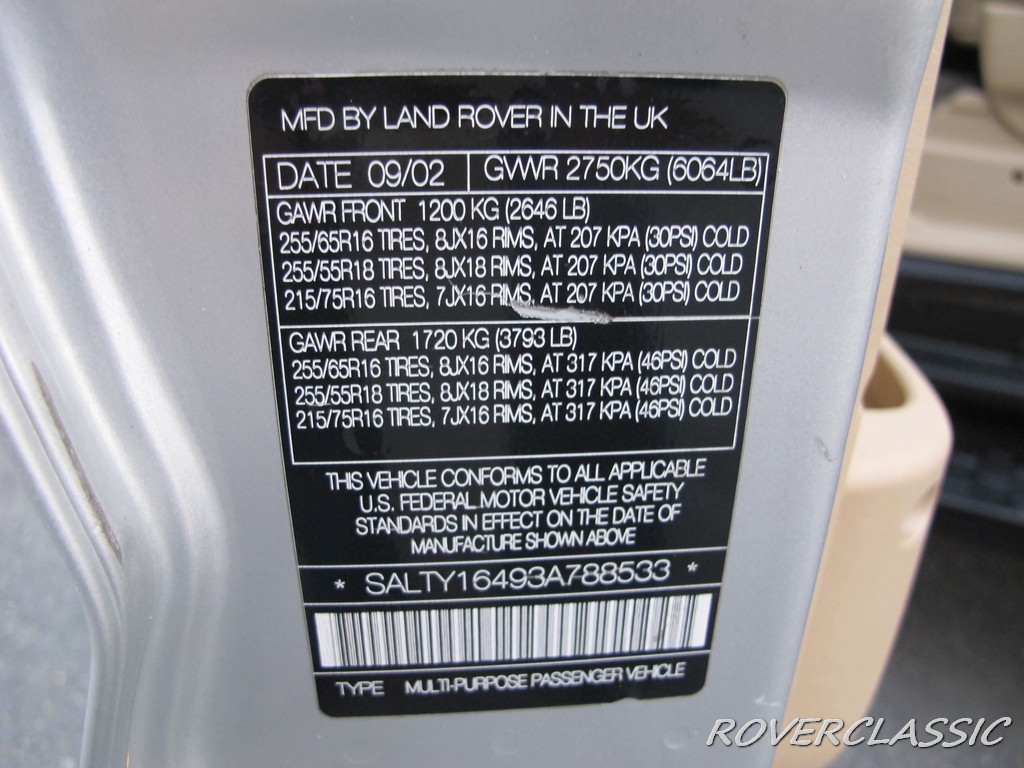 MFD BY LAND ROVER IN THE UK
DATE 09/02 GVWR 2750KG (6064LB)
GAWR FRONT 1200 KG (2646 LB)
255/65R16 TIRES, 8JX16 RIMS, AT 207 KPA (30PSI) COLD
255/55R18 TIRES, 8JX18 RIMS, AT 207 KPA (30PSI) COLD
215/75R16 TIRES, 7JX16 RIMS, AT 207 KPA (30PSI) COLD
GAWR REAR 1720 KG (3793 LB)
255/65R16 TIRES, 8JX16 RIMS, AT 317 KPA (46PSI) COLD
255/55R18 TIRES, 8JX18 RIMS, AT 317 KPA (46PSI) COLD
215/75R16 TIRES, 7JX16 RIMS, AT 317 KPA (46PSI) COLD
THIS VEHICLE CONFORMS TO ALL APPLICABLE
U.S. FEDERAL MOTOR VEHICLE SAFETY
STANDARDS IN EFFECT ON THE DATE OF
MANUFACTURE SHOWN ABOVE
* SALTY16493A788533 *
TYPE MULTI-PURPOSE PASSENGER VEHICLE
ROVERCLASSIC